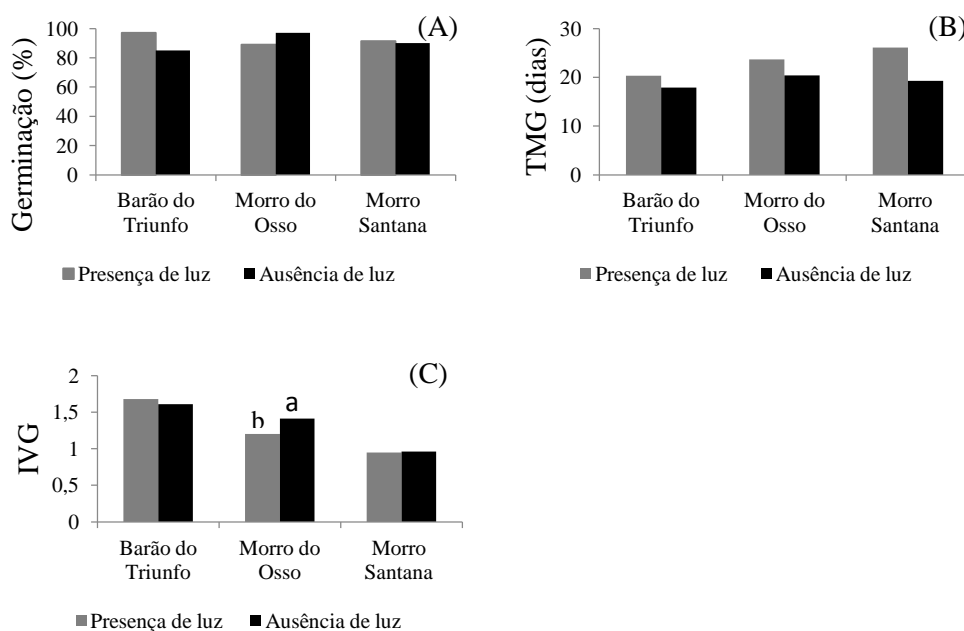 (A)
Germinação (%)
100
80
60
40
20
0
Barão do
Triunfo
Morro do
Osso
Morro
Santana
Presença de luz
Ausência de luz
(B)
TMG (dias)
30
20
10
0
Barão do
Triunfo
Morro do
Osso
Morro
Santana
Presença de luz
Ausência de luz
(C)
IVG
2
1,5
1
0,5
0
b
a
Barão do
Triunfo
Morro do
Osso
Morro
Santana
Presença de luz
Ausência de luz